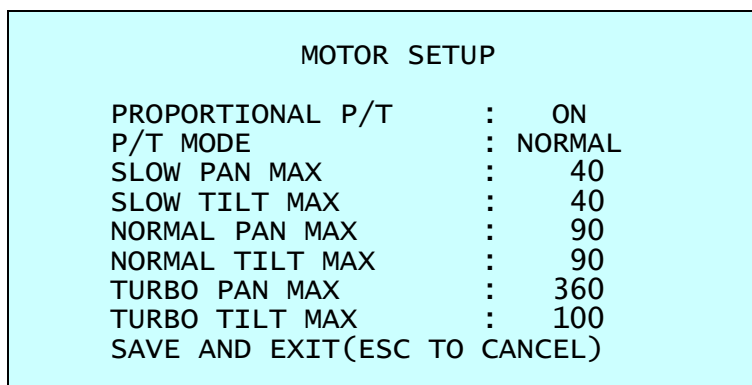 MOTOR SETUP
PROPORTIONAL P/T : ON
P/T MODE : NORMAL
SLOW PAN MAX : 40
SLOW TILT MAX : 40
NORMAL PAN MAX : 90
NORMAL TILT MAX : 90
TURBO PAN MAX : 360
TURBO TILT MAX : 100
SAVE AND EXIT(ESC TO CANCEL)